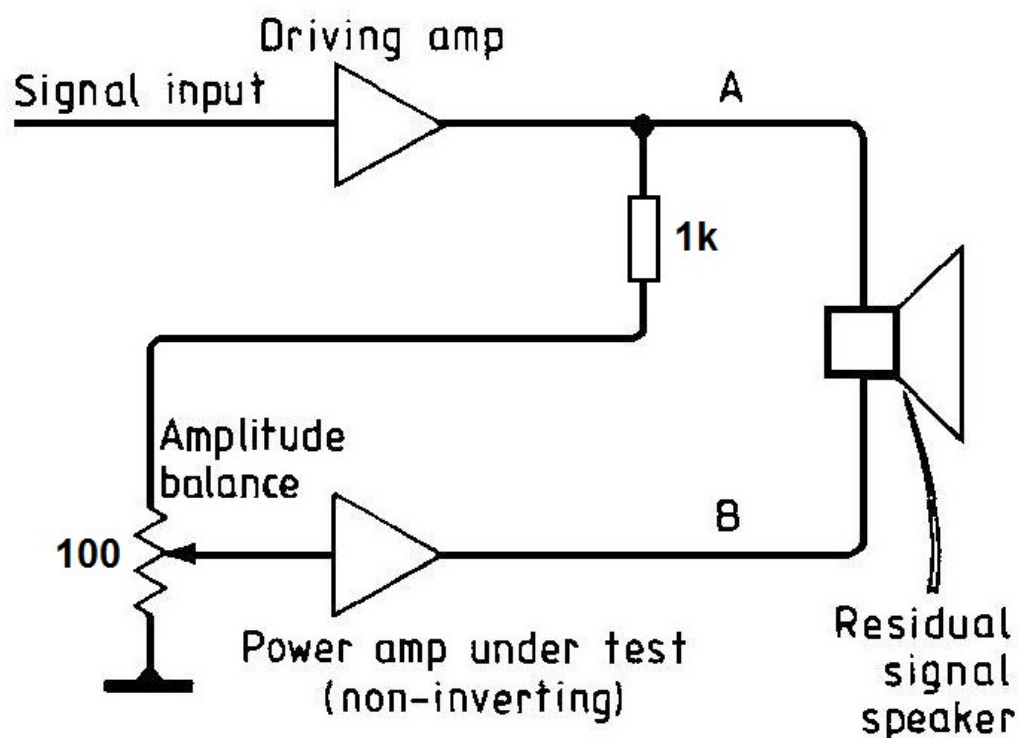 Driving amp
Signal input
A
1k
Amplitude
balance
100
B
Power amp under test
(non-inverting)
Residual
signal
speaker